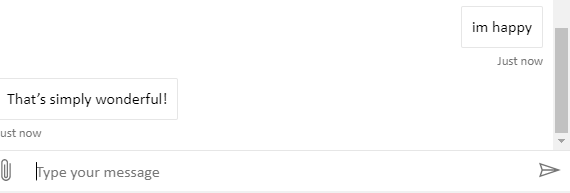 im happy
Just now
That's simply wonderful!
ust now
Type your message